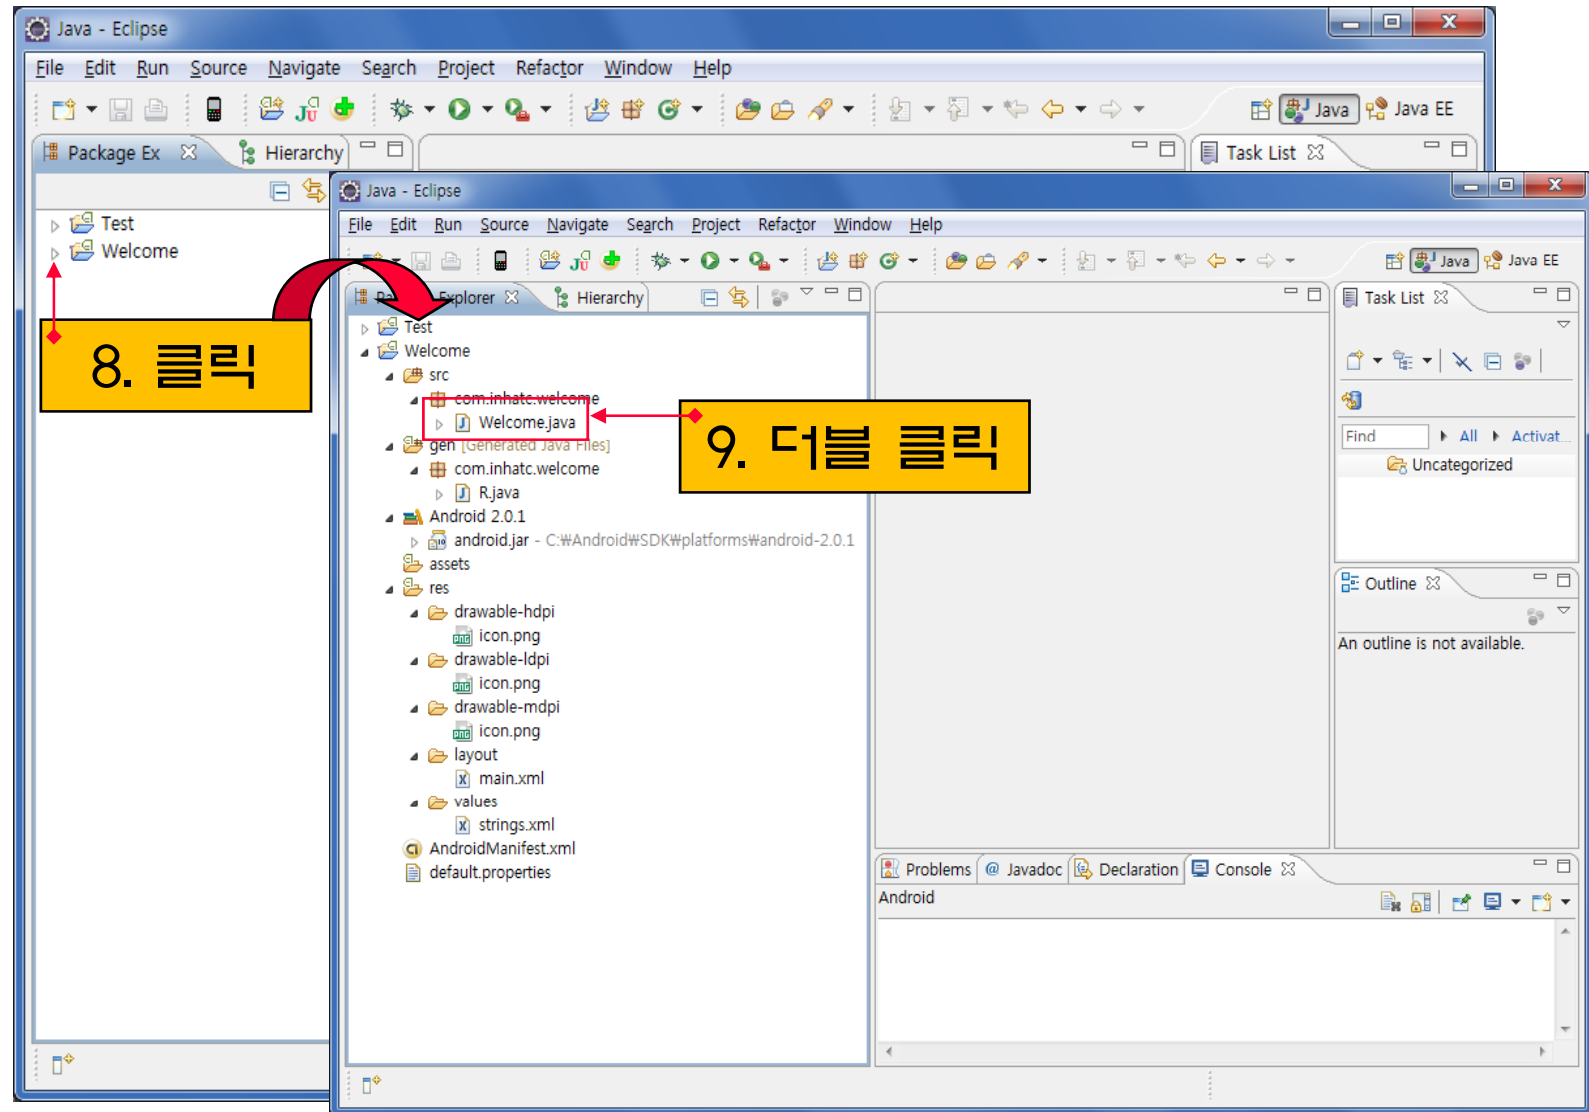 Java - Eclipse
File Edit Run Source Navigate Search Project Refactor Window Help
Java Java EE
Package Ex Hierarchy Task List
Test
Welcome
8. 클릭
Java - Eclipse
File Edit Run Source Navigate Search Project Refactor Window Help
Java Java EE
Explorer Hierarchy Task List
Test
Welcome
src
com.inhatc.welcome
Welcome.java
9. 더블 클릭
gen [Generated Java Files]
com.inhatc.welcome
R.java
Android 2.0.1
android.jar - C:₩Android₩SDK₩platforms₩android-2.0.1
assets
res
drawable-hdpi
icon.png
drawable-ldpi
icon.png
drawable-mdpi
icon.png
layout
main.xml
values
strings.xml
AndroidManifest.xml
default.properties
Find All Activat...
Uncategorized
Outline
An outline is not available.
Problems @ Javadoc Declaration Console
Android